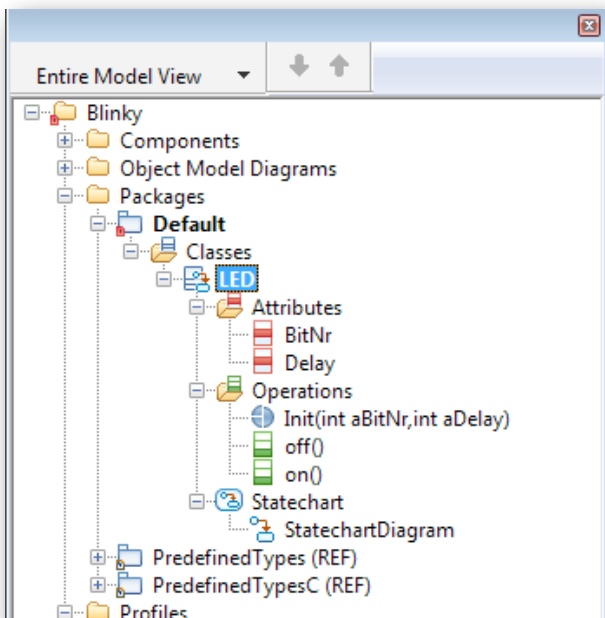 Entire Model View
Blinky
Components
Object Model Diagrams
Packages
Default
Classes
LED
Attributes
BitNr
Delay
Operations
Init(int aBitNr,int aDelay)
off()
on()
Statechart
StatechartDiagram
PredefinedTypes (REF)
PredefinedTypesC (REF)
Profiles